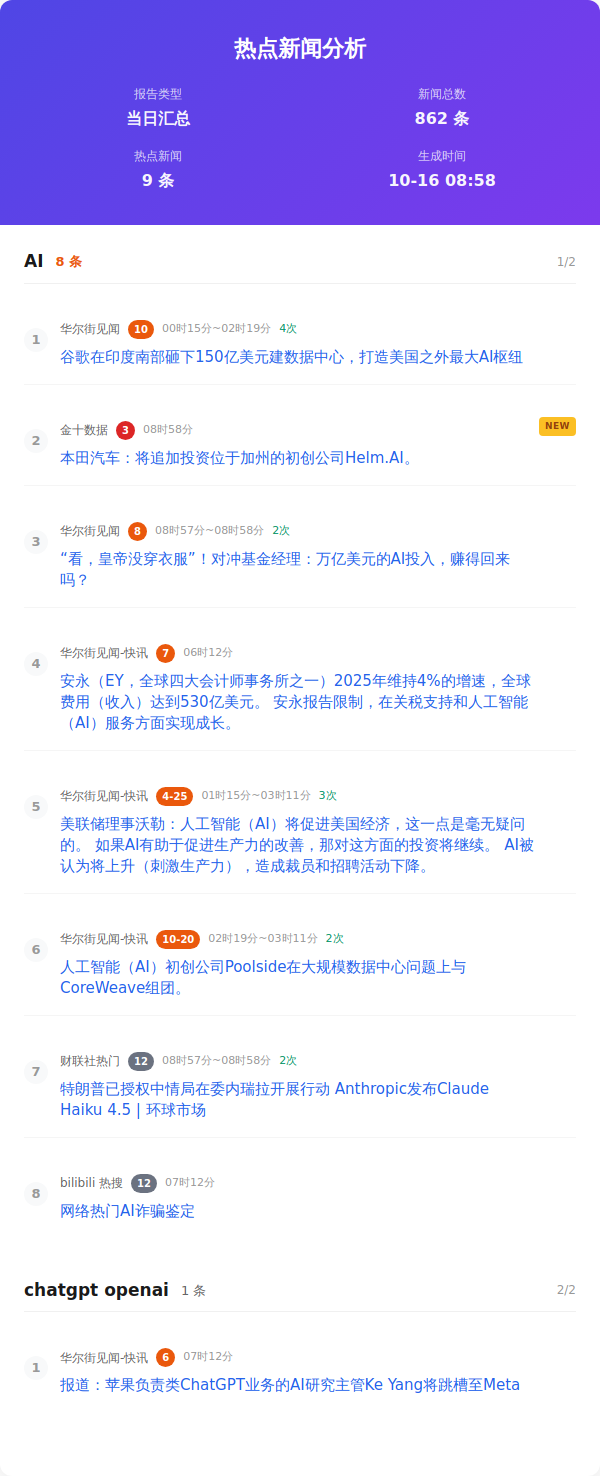 热点新闻分析
报告类型
新闻总数
当日汇总
862 条
热点新闻
生成时间
9 条
10-16 08:58
AI 8 条 1/2
1 华尔街见闻 10 00时15分~02时19分 4次
谷歌在印度南部砸下150亿美元建数据中心，打造美国之外最大AI枢纽
2 金十数据 3 08时58分 NEW
本田汽车：将追加投资位于加州的初创公司Helm.AI。
3 华尔街见闻 8 08时57分~08时58分 2次
“看，皇帝没穿衣服”！对冲基金经理：万亿美元的AI投入，赚得回来
吗？
4 华尔街见闻-快讯 7 06时12分
安永（EY，全球四大会计师事务所之一）2025年维持4%的增速，全球
费用（收入）达到530亿美元。 安永报告限制，在关税支持和人工智能
（AI）服务方面实现成长。
5 华尔街见闻-快讯 4-25 01时15分~03时11分 3次
美联储理事沃勒：人工智能（AI）将促进美国经济，这一点是毫无疑问
的。 如果AI有助于促进生产力的改善，那对这方面的投资将继续。 AI被
认为将上升（刺激生产力），造成裁员和招聘活动下降。
6 华尔街见闻-快讯 10-20 02时19分~03时11分 2次
人工智能（AI）初创公司Poolside在大规模数据中心问题上与
CoreWeave组团。
7 财联社热门 12 08时57分~08时58分 2次
特朗普已授权中情局在委内瑞拉开展行动 Anthropic发布Claude
Haiku 4.5 | 环球市场
8 bilibili 热搜 12 07时12分
网络热门AI诈骗鉴定
chatgpt openai 1 条 2/2
1 华尔街见闻-快讯 6 07时12分
报道：苹果负责类ChatGPT业务的AI研究主管Ke Yang将跳槽至Meta